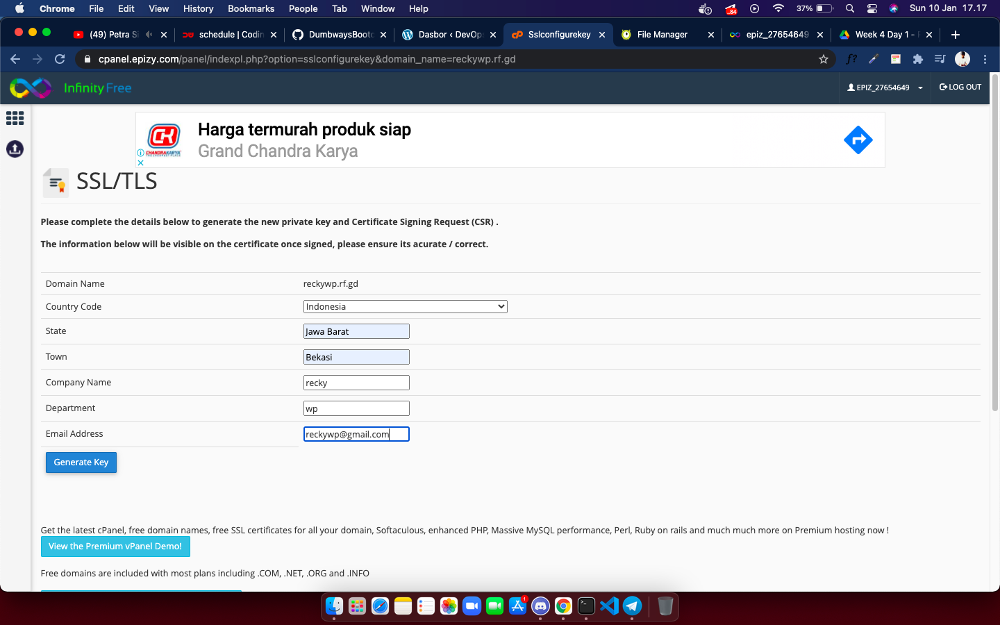 Chrome File Edit View History Bookmarks People Tab Window Help .84 37% Sun 10 Jan 17.17
(49) Petra Si schedule | Codin DumbwaysBootc Dasbor ‹ DevOp Sslconfigurekey File Manager epiz_27654649 Week 4 Day 1 -
cpanel.epizy.com/panel/indexpl.php?option=sslconfigurekey&domain_name=reckywp.rf.gd f?
InfinityFree EPIZ_27654649 LOG OUT
Harga termurah produk siap
Grand Chandra Karya
CK
CHANDRAKARYA
SSL/TLS
Please complete the details below to generate the new private key and Certificate Signing Request (CSR) .
The information below will be visible on the certificate once signed, please ensure its acurate / correct.
Domain Name reckywp.rf.gd
Country Code Indonesia
State Jawa Barat
Town Bekasi
Company Name recky
Department wp
Email Address reckywp@gmail.com
Generate Key
Get the latest cPanel, free domain names, free SSL certificates for all your domain, Softaculous, enhanced PHP, Massive MySQL performance, Perl, Ruby on rails and much much more on Premium hosting now !
View the Premium vPanel Demo!
Free domains are included with most plans including .COM, .NET, .ORG and .INFO
1